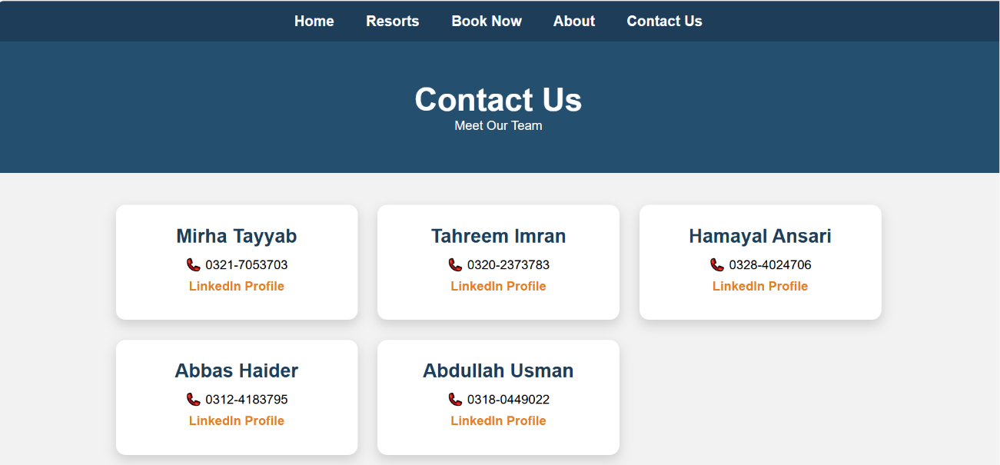 Home Resorts Book Now About Contact Us
Contact Us
Meet Our Team
Mirha Tayyab
0321-7053703
LinkedIn Profile
Tahreem Imran
0320-2373783
LinkedIn Profile
Hamayal Ansari
0328-4024706
LinkedIn Profile
Abbas Haider
0312-4183795
LinkedIn Profile
Abdullah Usman
0318-0449022
LinkedIn Profile